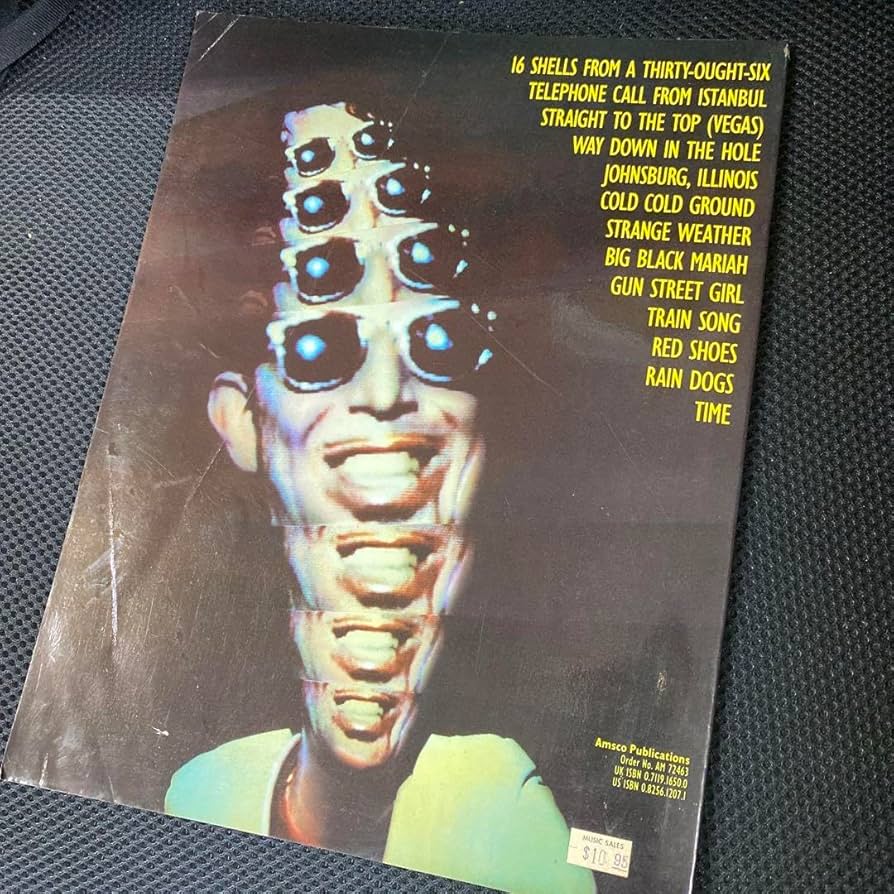 16 SHELLS FROM A THIRTY-OUGHT-SIX
TELEPHONE CALL FROM ISTANBUL
STRAIGHT TO THE TOP (VEGAS)
WAY DOWN IN THE HOLE
JOHNSBURG, ILLINOIS
COLD COLD GROUND
STRANGE WEATHER
BIG BLACK MARIAH
GUN STREET GIRL
TRAIN SONG
RED SHOES
RAIN DOGS
TIME
Amsco Publications
Order No. AM 72463
UK ISBN 0.7119.1650.0
US ISBN 0.8256.1207.1
MUSIC SALES
$10.95